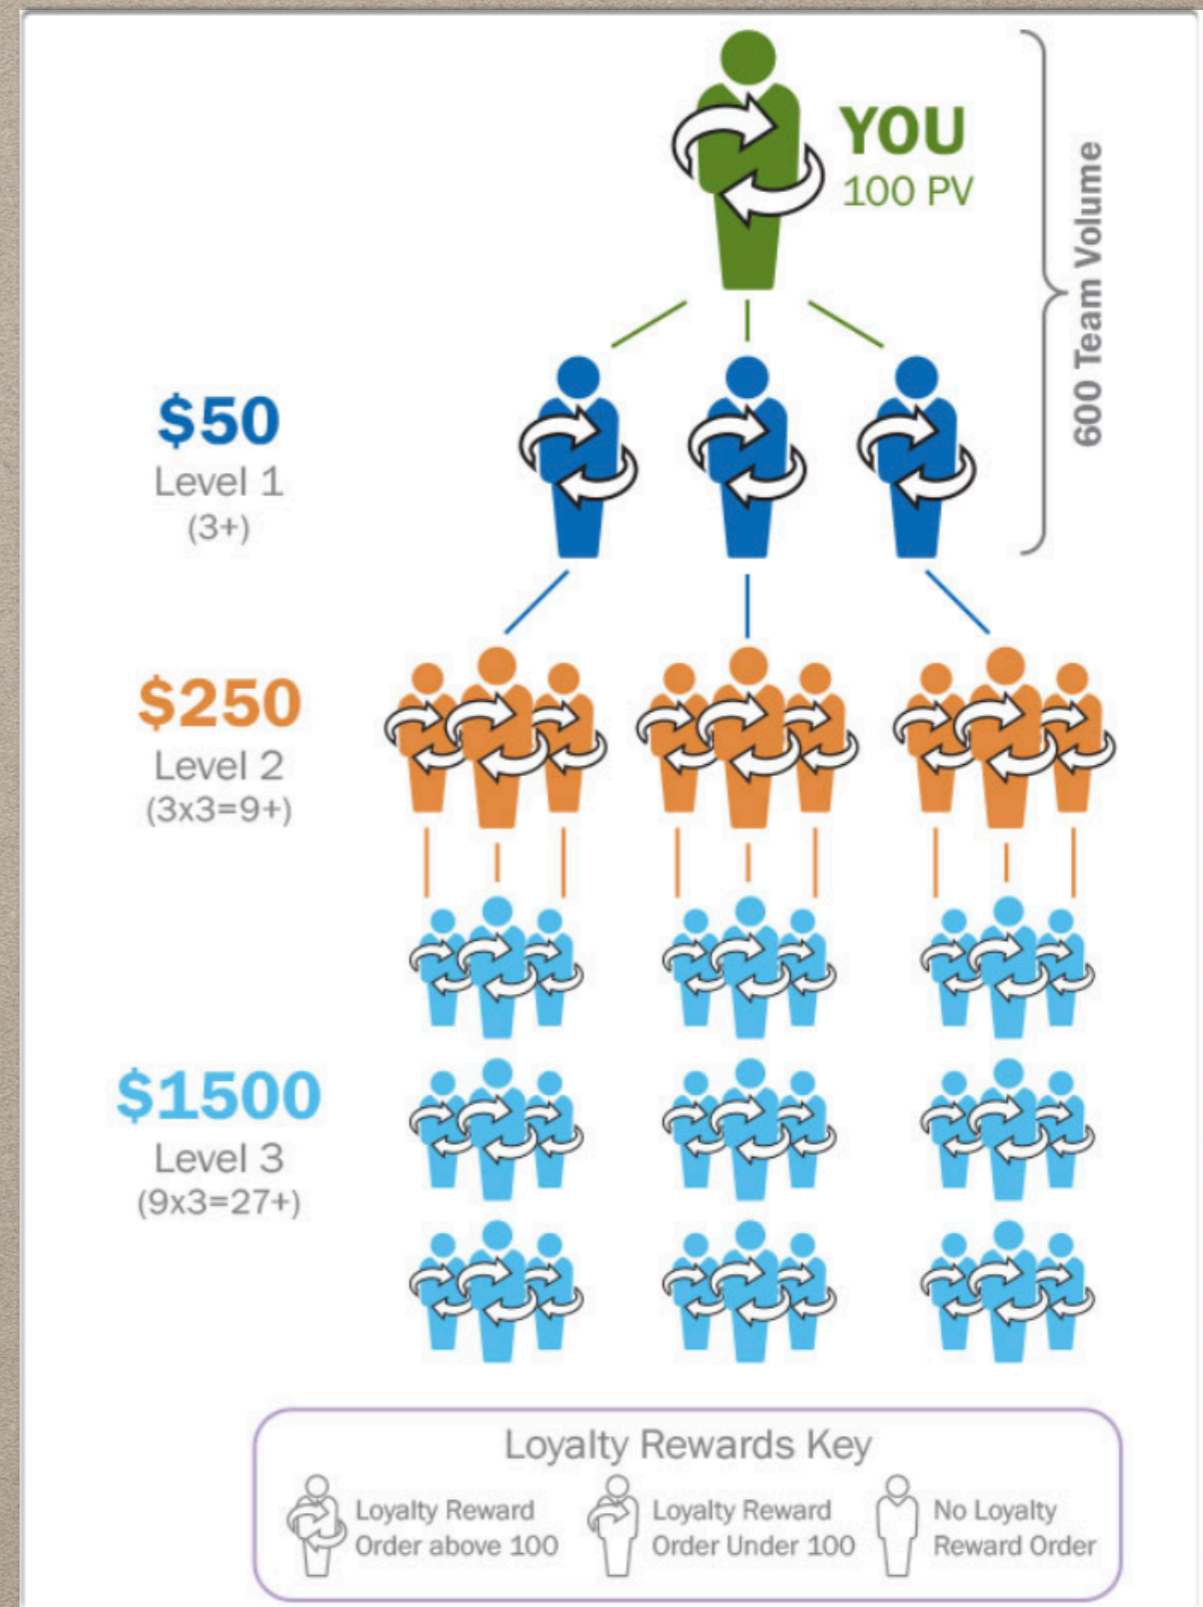 YOU
100 PV
600 Team Volume
$50
Level 1
(3+)
$250
Level 2
(3x3=9+)
$1500
Level 3
(9x3=27+)
Loyalty Rewards Key
Loyalty Reward
Order above 100
Loyalty Reward
Order Under 100
No Loyalty
Reward Order